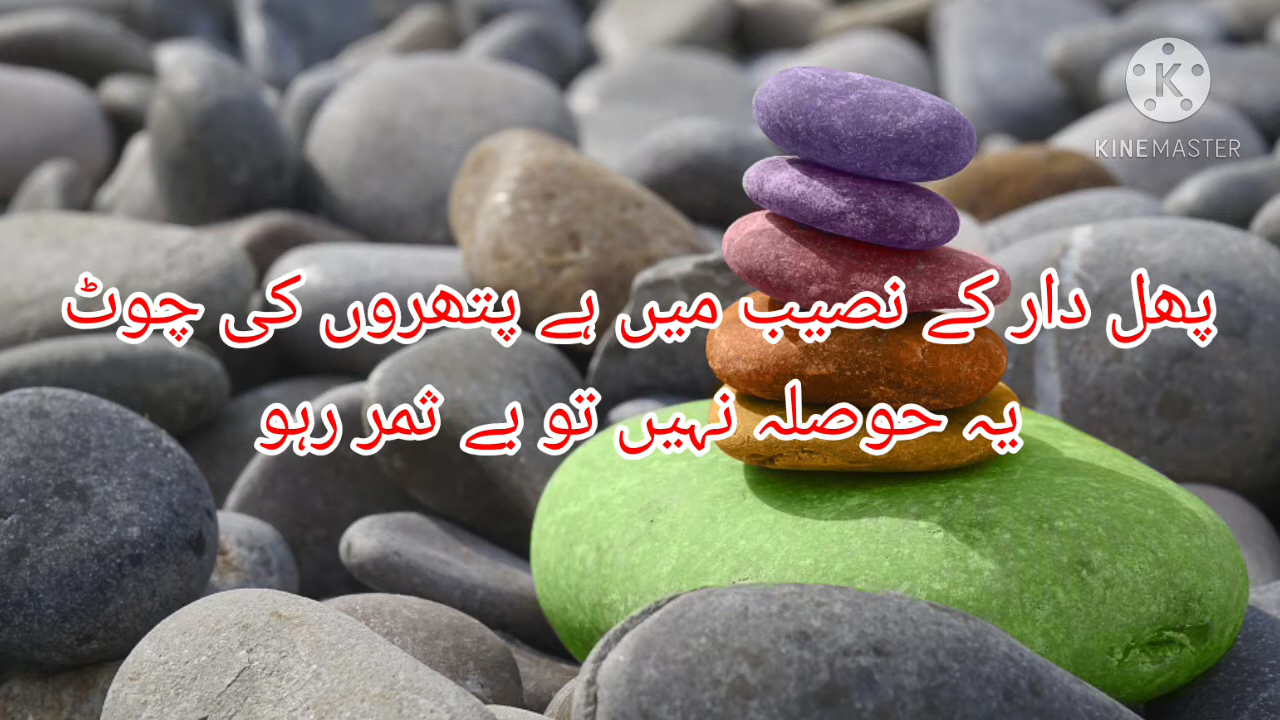 پھل دار کے نصیب میں ہے پتھروں کی چوٹ
یہ حوصلہ نہیں تو بے ثمر رہو
K
KINEMASTER